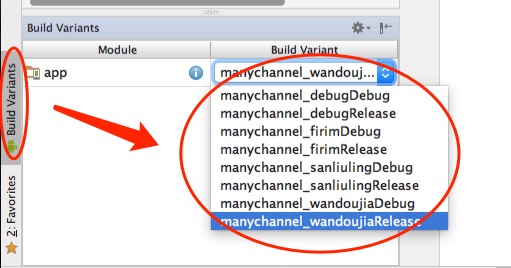 Build Variants
Module
Build Variant
app
manychannel_wandouj...
manychannel_debugDebug
manychannel_debugRelease
manychannel_firimDebug
manychannel_firimRelease
manychannel_sanliulingDebug
manychannel_sanliulingRelease
manychannel_wandoujiaDebug
manychannel_wandoujiaRelease
Build Variants
2: Favorites